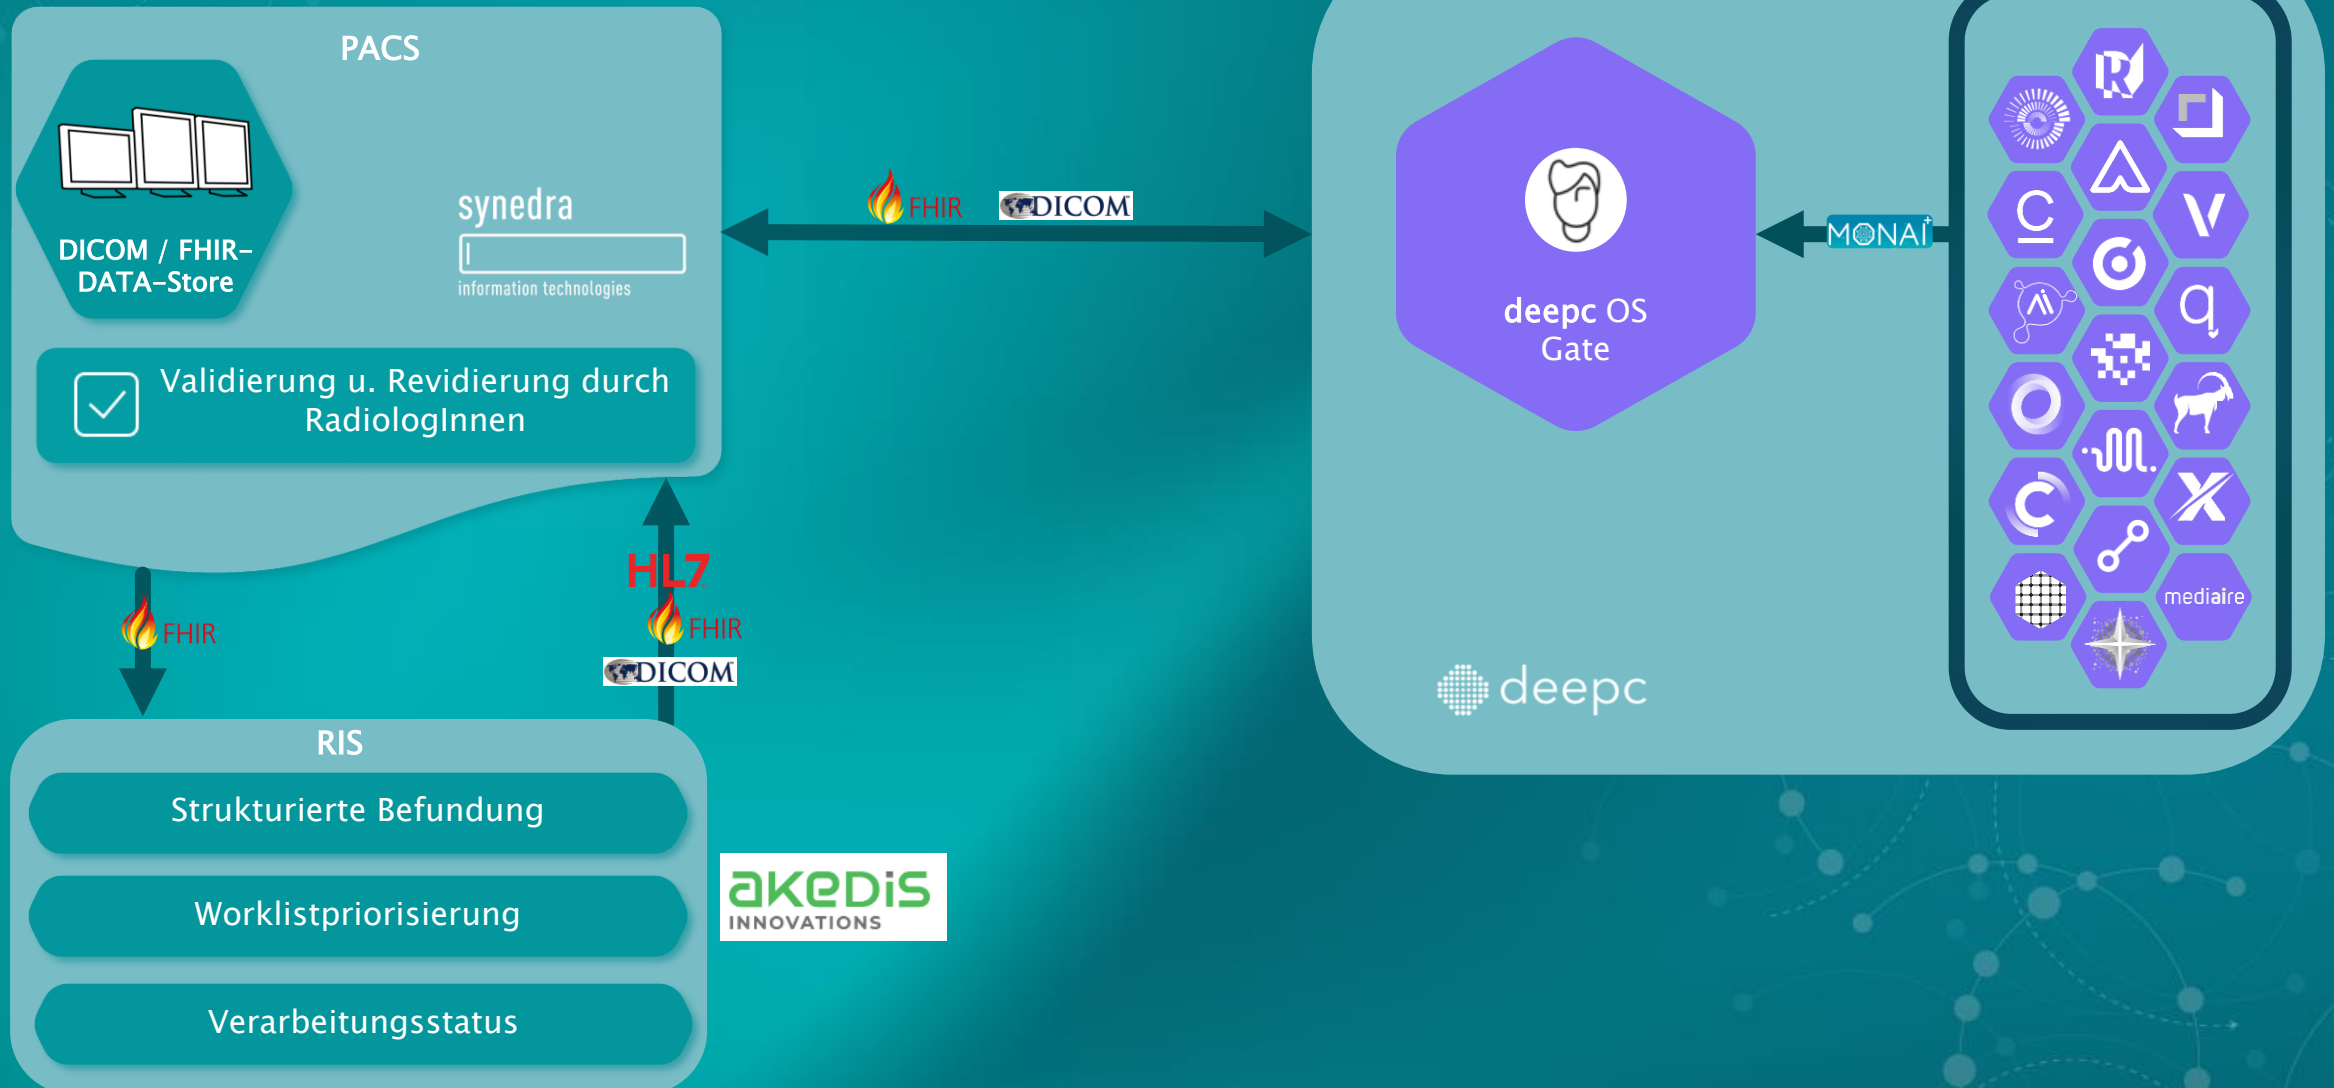 PACS
DICOM / FHIR-
DATA-Store
synedra
information technologies
Validierung u. Revidierung durch
RadiologInnen
FHIR
DICOM
deepc OS
Gate
MONAI+
mediaire
deepc
FHIR
HL7
FHIR
DICOM
RIS
Strukturierte Befundung
Worklistpriorisierung
Verarbeitungsstatus
aKeDiS
INNOVATIONS